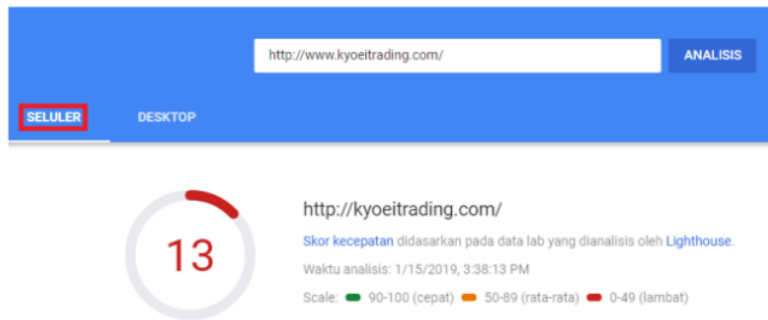 http://www.kyoeitrading.com/
ANALISIS
SELULER
DESKTOP
13
http://kyoeitrading.com/
Skor kecepatan didasarkan pada data lab yang dianalisis oleh Lighthouse.
Waktu analisis: 1/15/2019, 3:38:13 PM
Scale: 90-100 (cepat) 50-89 (rata-rata) 0-49 (lambat)